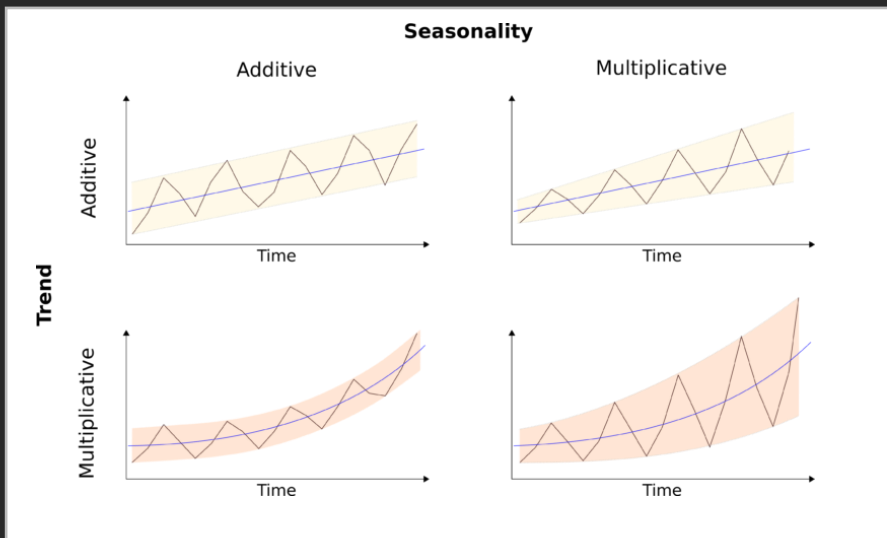 Seasonality
Additive
Multiplicative
Trend
Additive
Time
Time
Multiplicative
Time
Time